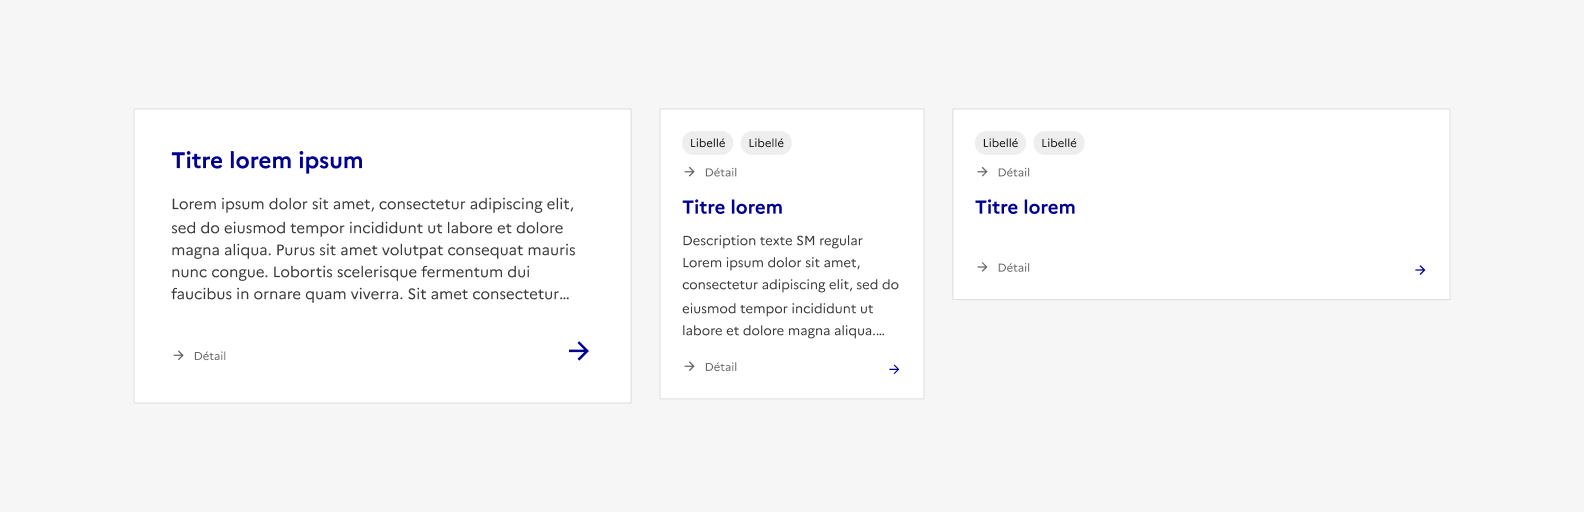 Titre lorem ipsum
Lorem ipsum dolor sit amet, consectetur adipiscing elit,
sed do eiusmod tempor incididunt ut labore et dolore
magna aliqua. Purus sit amet volutpat consequat mauris
nunc congue. Lobortis scelerisque fermentum dui
faucibus in ornare quam viverra. Sit amet consectetur…
Détail
Libellé Libellé
Détail
Titre lorem
Description texte SM regular
Lorem ipsum dolor sit amet,
consectetur adipiscing elit, sed do
eiusmod tempor incididunt ut
labore et dolore magna aliqua.…
Détail
Libellé Libellé
Détail
Titre lorem
Détail